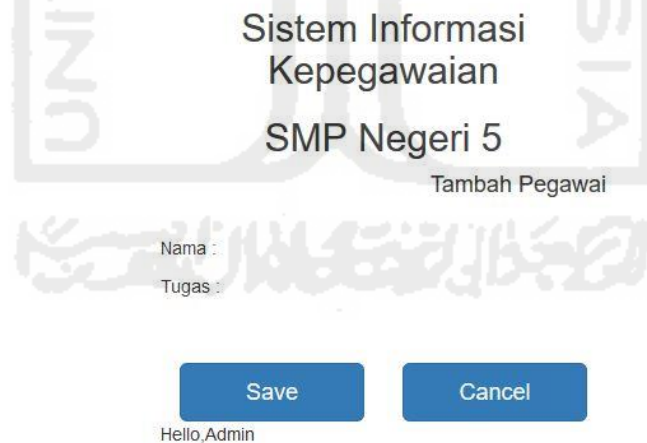 Sistem Informasi
Kepegawaian
SMP Negeri 5
Tambah Pegawai
Nama :
Tugas :
Save
Cancel
Hello,Admin